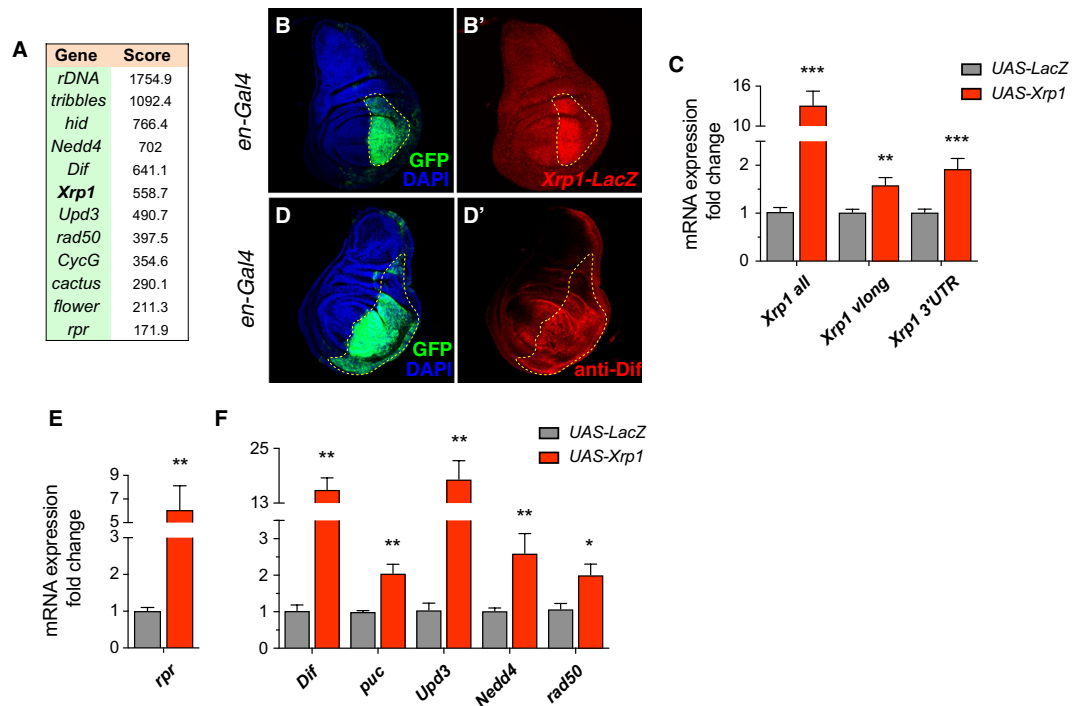 A
Gene Score
rDNA 1754.9
tribbles 1092.4
hid 766.4
Nedd4 702
Dif 641.1
Xrp1 558.7
Upd3 490.7
rad50 397.5
CycG 354.6
cactus 290.1
flower 211.3
rpr 171.9
B
en-Gal4
GFP
DAPI
B'
Xrp1-LacZ
D
en-Gal4
GFP
DAPI
D'
anti-Dif
C
UAS-LacZ
UAS-Xrp1
mRNA expression
fold change
16
10
2
1
0
***
**
***
Xrp1 all
Xrp1 vlong
Xrp1 3'UTR
E
mRNA expression
fold change
9
7
5
3
2
1
0
**
rpr
F
UAS-LacZ
UAS-Xrp1
25
13
3
2
1
0
**
**
**
**
*
Dif
puc
Upd3
Nedd4
rad50